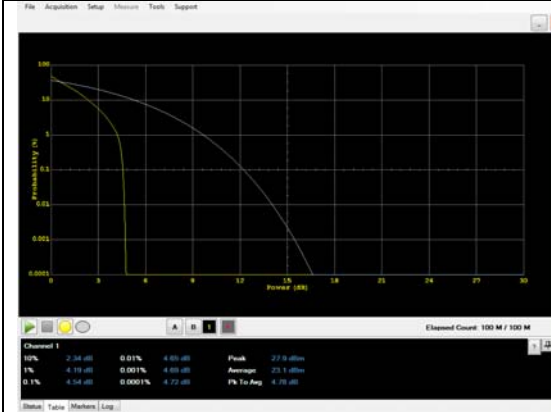 File Acquisition Setup Measure Tools Support
100
10
1
0.1
0.01
0.001
0.0001
Probability (%)
0 3 6 9 12 15 18 21 24 27 30
Power (dB)
A B 1
Elapsed Count: 100 M / 100 M
Channel 1
10% 2.34 dB 0.01% 4.65 dB Peak 27.9 dBm
1% 4.19 dB 0.001% 4.69 dB Average 23.1 dBm
0.1% 4.54 dB 0.0001% 4.72 dB Pk To Avg 4.78 dB
Status Table Markers Log